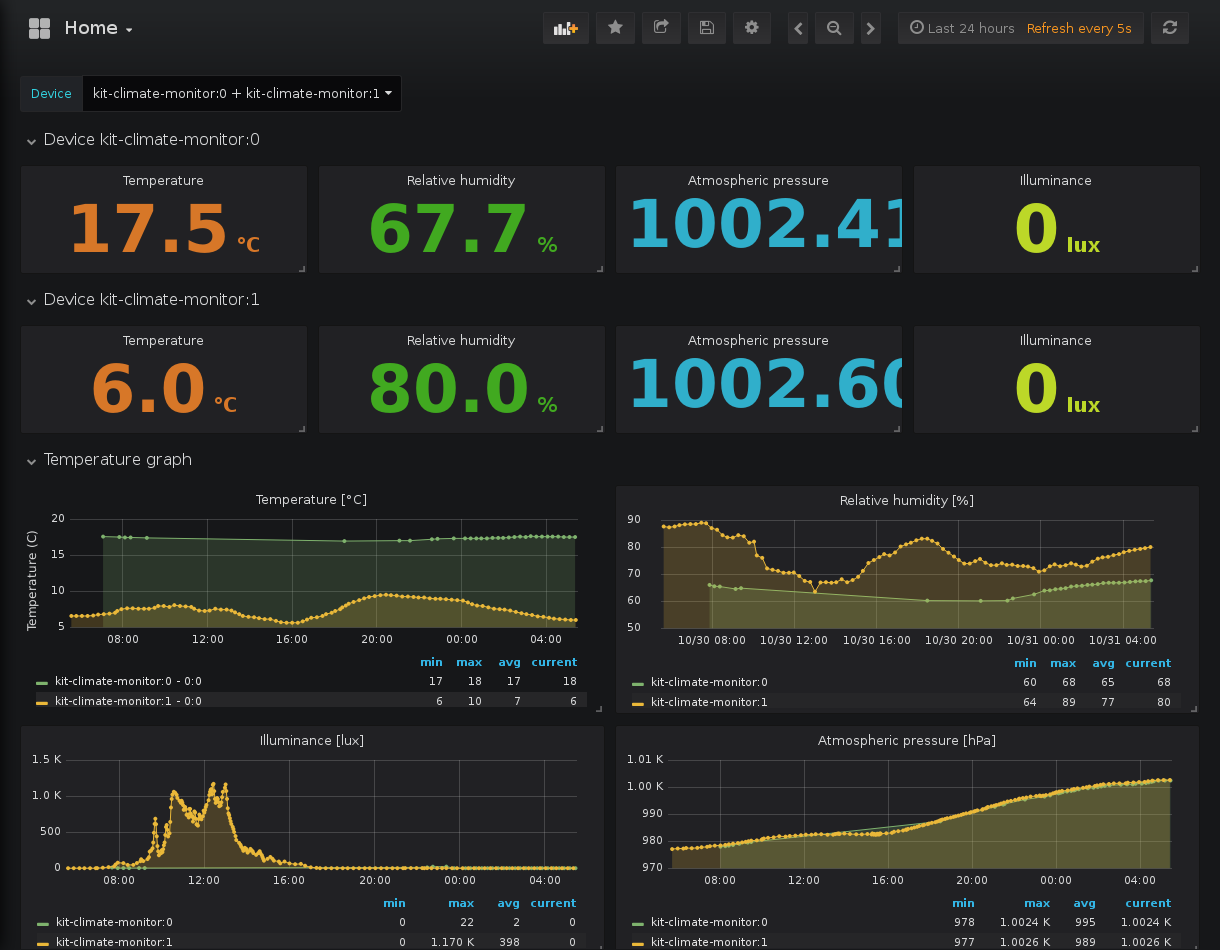 Home
Last 24 hours Refresh every 5s
Device kit-climate-monitor:0 + kit-climate-monitor:1
Device kit-climate-monitor:0
Temperature Relative humidity Atmospheric pressure Illuminance
17.5 °C 67.7 % 1002.41 0 lux
Device kit-climate-monitor:1
Temperature Relative humidity Atmospheric pressure Illuminance
6.0 °C 80.0 % 1002.60 0 lux
Temperature graph
Temperature [°C]
Temperature (C)
20
15
10
5
08:00 12:00 16:00 20:00 00:00 04:00
min max avg current
kit-climate-monitor:0 - 0:0 17 18 17 18
kit-climate-monitor:1 - 0:0 6 10 7 6
Relative humidity [%]
90
80
70
60
50
10/30 08:00 10/30 12:00 10/30 16:00 10/30 20:00 10/31 00:00 10/31 04:00
min max avg current
kit-climate-monitor:0 60 68 65 68
kit-climate-monitor:1 64 89 77 80
Illuminance [lux]
1.5 K
1.0 K
500
0
08:00 12:00 16:00 20:00 00:00 04:00
min max avg current
kit-climate-monitor:0 0 22 2 0
kit-climate-monitor:1 0 1.170 K 398 0
Atmospheric pressure [hPa]
1.01 K
1.00 K
990
980
970
08:00 12:00 16:00 20:00 00:00 04:00
min max avg current
kit-climate-monitor:0 978 1.0024 K 995 1.0024 K
kit-climate-monitor:1 977 1.0026 K 989 1.0026 K